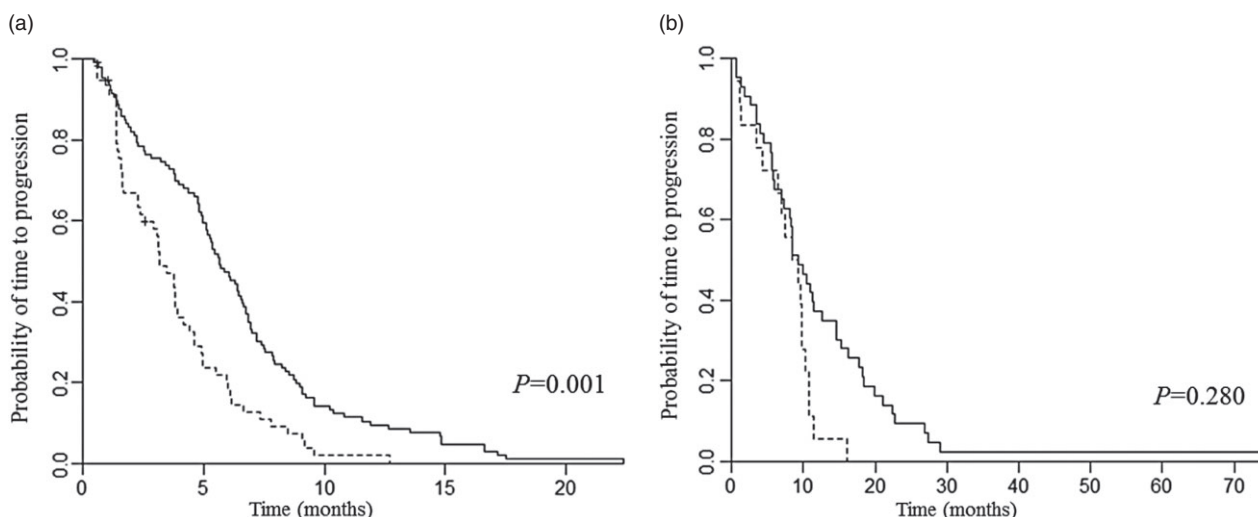 (a)
Probability of time to progression
1.0
0.8
0.6
0.4
0.2
0.0
P=0.001
0 5 10 15 20
Time (months)
(b)
Probability of time to progression
1.0
0.8
0.6
0.4
0.2
0.0
P=0.280
0 10 20 30 40 50 60 70
Time (months)